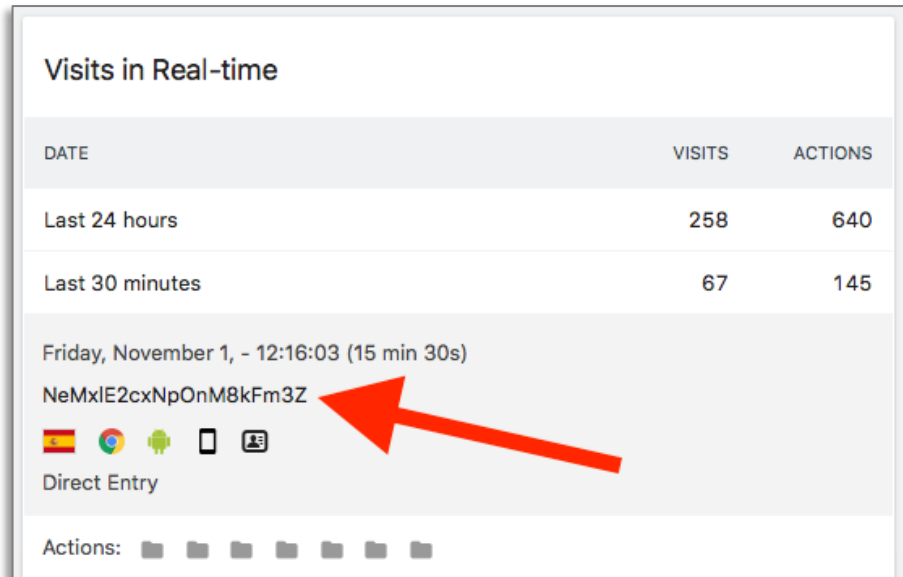 Visits in Real-time
DATE VISITS ACTIONS
Last 24 hours 258 640
Last 30 minutes 67 145
Friday, November 1, - 12:16:03 (15 min 30s)
NeMxlE2cxNpOnM8kFm3Z
Direct Entry
Actions: